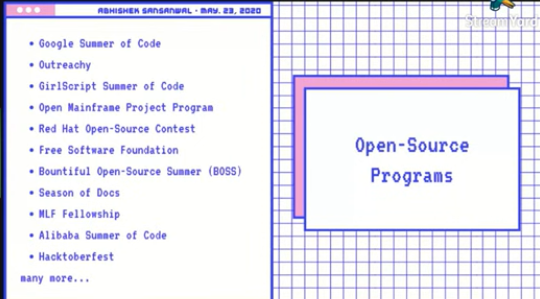 ABHISHEK SANSANWAL - MAY. 23, 2020
StreamYard
• Google Summer of Code
• Outreachy
• GirlScript Summer of Code
• Open Mainframe Project Program
• Red Hat Open-Source Contest
• Free Software Foundation
• Bountiful Open-Source Summer (BOSS)
• Season of Docs
• MLF Fellowship
• Alibaba Summer of Code
• Hacktoberfest
many more...
Open-Source
Programs